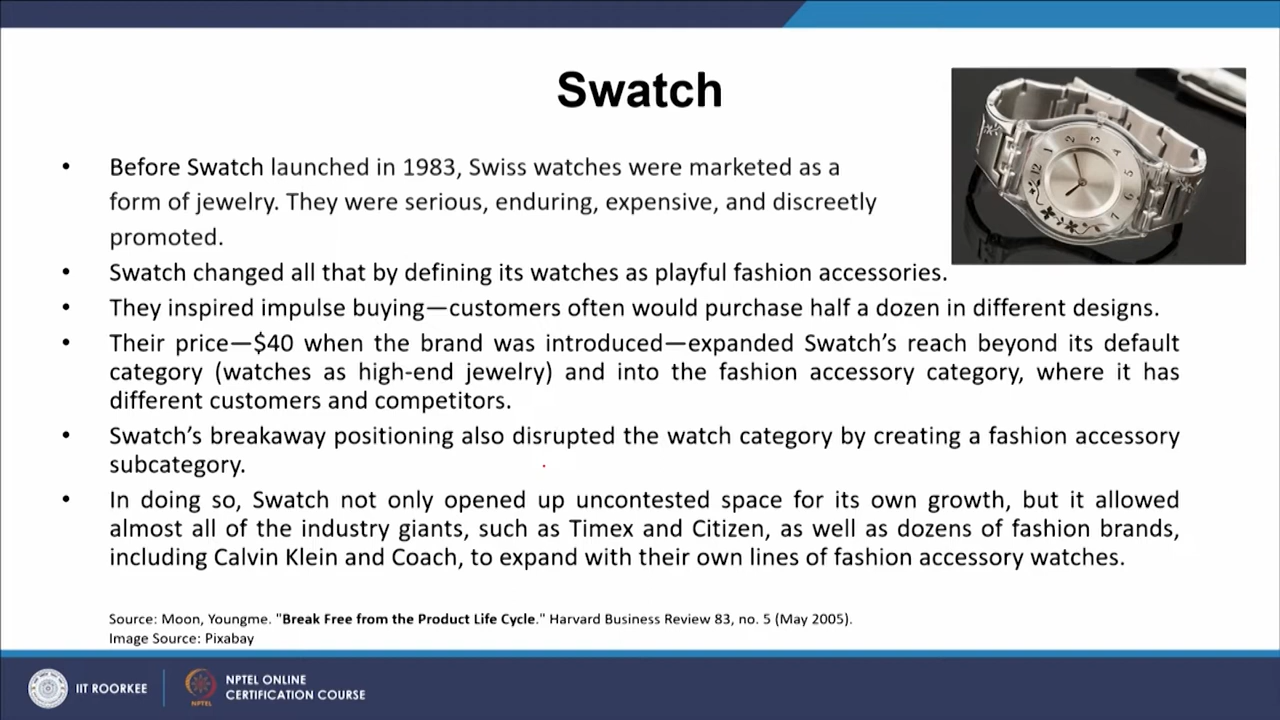 Swatch
• Before Swatch launched in 1983, Swiss watches were marketed as a
form of jewelry. They were serious, enduring, expensive, and discreetly
promoted.
• Swatch changed all that by defining its watches as playful fashion accessories.
• They inspired impulse buying—customers often would purchase half a dozen in different designs.
• Their price—$40 when the brand was introduced—expanded Swatch's reach beyond its default
category (watches as high-end jewelry) and into the fashion accessory category, where it has
different customers and competitors.
• Swatch's breakaway positioning also disrupted the watch category by creating a fashion accessory
subcategory.
• In doing so, Swatch not only opened up uncontested space for its own growth, but it allowed
almost all of the industry giants, such as Timex and Citizen, as well as dozens of fashion brands,
including Calvin Klein and Coach, to expand with their own lines of fashion accessory watches.
Source: Moon, Youngme. "Break Free from the Product Life Cycle." Harvard Business Review 83, no. 5 (May 2005).
Image Source: Pixabay
IIT ROORKEE
NPTEL
NPTEL ONLINE
CERTIFICATION COURSE